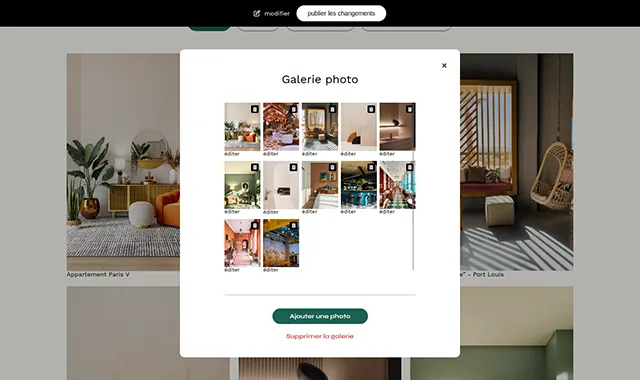 modifier
publier les changements
×
Galerie photo
éditer éditer éditer éditer éditer
éditer éditer éditer éditer éditer
éditer éditer
Appartement Paris V
” – Port Louis
Ajouter une photo
Supprimer la galerie